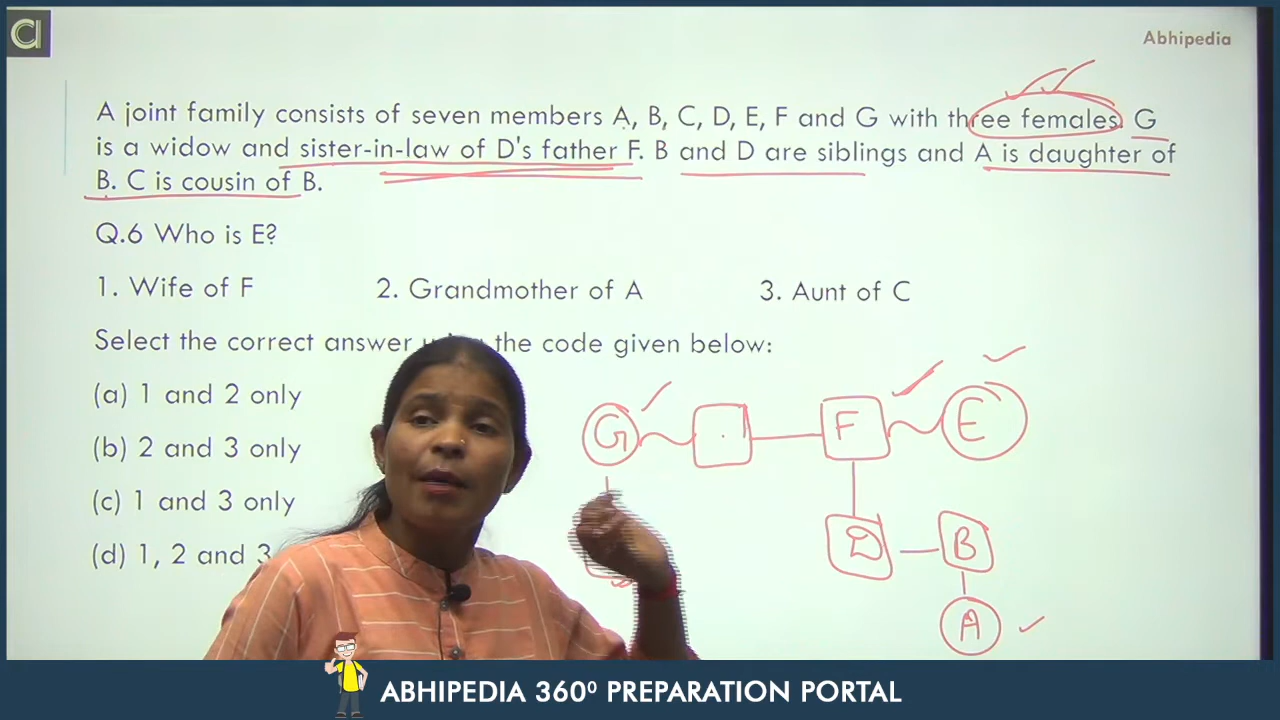 Abhipedia
A joint family consists of seven members A, B, C, D, E, F and G with three females. G
is a widow and sister-in-law of D's father F. B and D are siblings and A is daughter of
B. C is cousin of B.
Q.6 Who is E?
1. Wife of F 2. Grandmother of A 3. Aunt of C
Select the correct answer the code given below:
(a) 1 and 2 only
(b) 2 and 3 only
(c) 1 and 3 only
(d) 1, 2 and 3
G F E
D B
A
ABHIPEDIA 360⁰ PREPARATION PORTAL